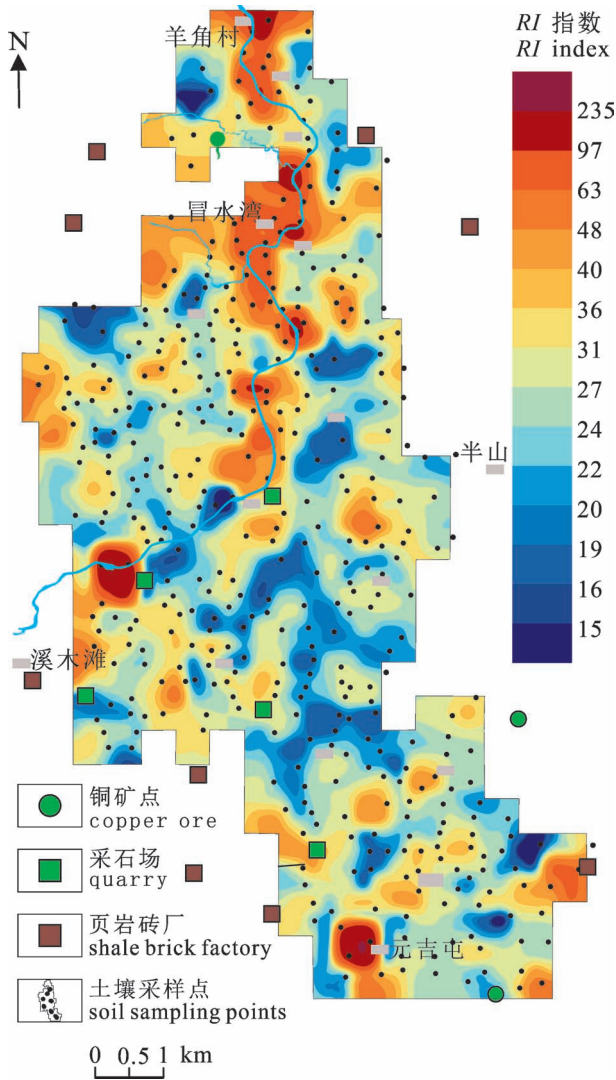 羊角村
N
冒水湾
半山
溪木滩
元吉屯
RI 指数
RI index
235
97
63
48
40
36
31
27
24
22
20
19
16
15
铜矿点
copper ore
采石场
quarry
页岩砖厂
shale brick factory
土壤采样点
soil sampling points
0 0.5 1 km